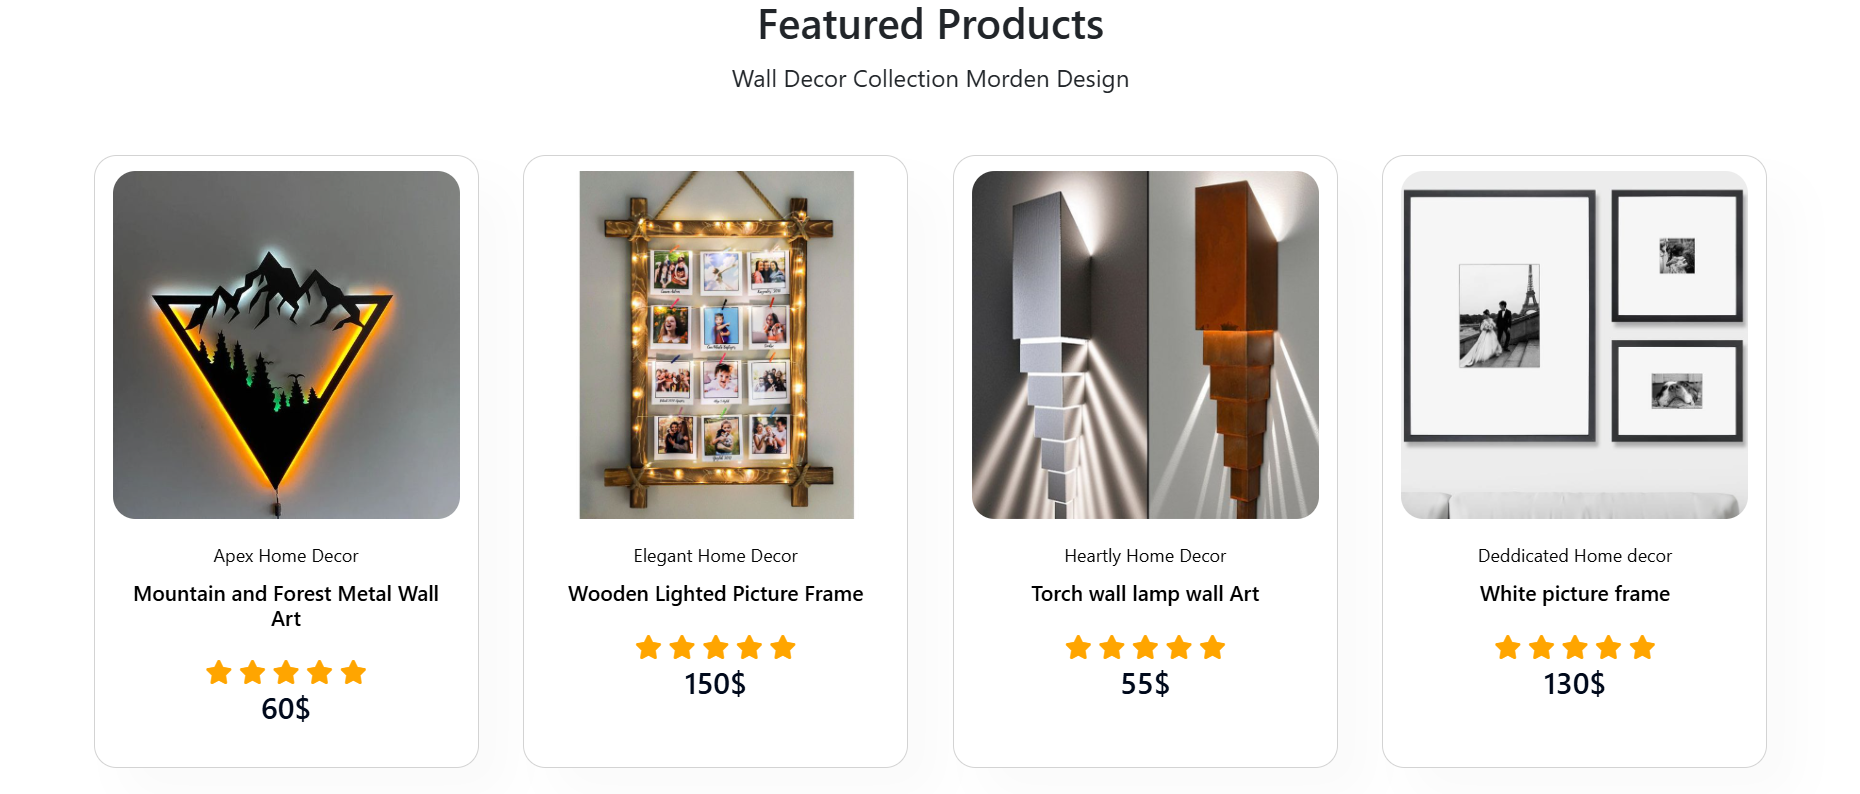 Featured Products
Wall Decor Collection Morden Design
Apex Home Decor
Mountain and Forest Metal Wall
Art
60$
Elegant Home Decor
Wooden Lighted Picture Frame
150$
Heartly Home Decor
Torch wall lamp wall Art
55$
Deddicated Home decor
White picture frame
130$